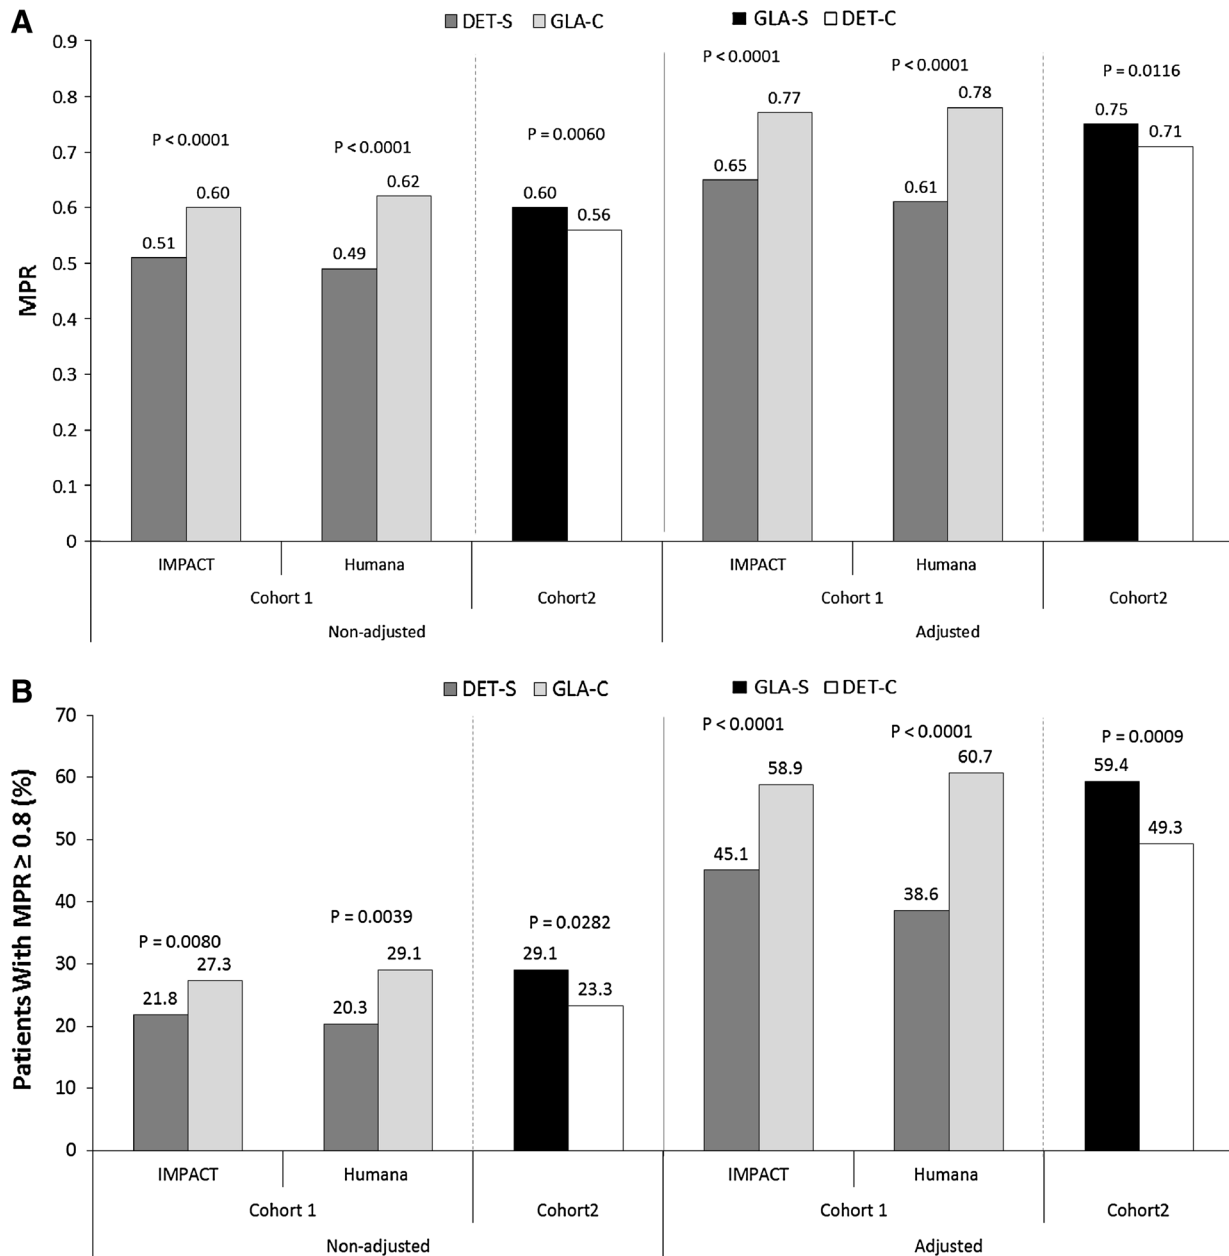 A
DET-S GLA-C GLA-S DET-C
MPR
0.9
0.8
0.7
0.6
0.5
0.4
0.3
0.2
0.1
0
P < 0.0001 P < 0.0001 P = 0.0060 P < 0.0001 P < 0.0001 P = 0.0116
0.51 0.60 0.49 0.62 0.60 0.56 0.65 0.77 0.61 0.78 0.75 0.71
IMPACT Humana IMPACT Humana
Cohort 1 Cohort2 Cohort 1 Cohort2
Non-adjusted Adjusted
B
DET-S GLA-C GLA-S DET-C
Patients With MPR ≥ 0.8 (%)
70
60
50
40
30
20
10
0
P = 0.0080 P = 0.0039 P = 0.0282 P < 0.0001 P < 0.0001 P = 0.0009
21.8 27.3 20.3 29.1 29.1 23.3 45.1 58.9 38.6 60.7 59.4 49.3
IMPACT Humana IMPACT Humana
Cohort 1 Cohort2 Cohort 1 Cohort2
Non-adjusted Adjusted